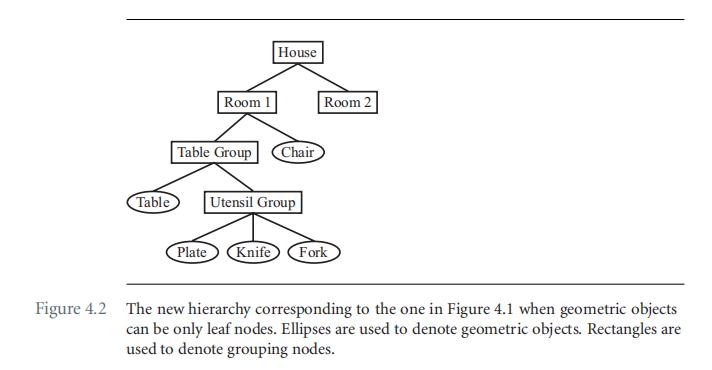 House
Room 1
Room 2
Table Group
Chair
Table
Utensil Group
Plate
Knife
Fork
Figure 4.2
The new hierarchy corresponding to the one in Figure 4.1 when geometric objects
can be only leaf nodes. Ellipses are used to denote geometric objects. Rectangles are
used to denote grouping nodes.